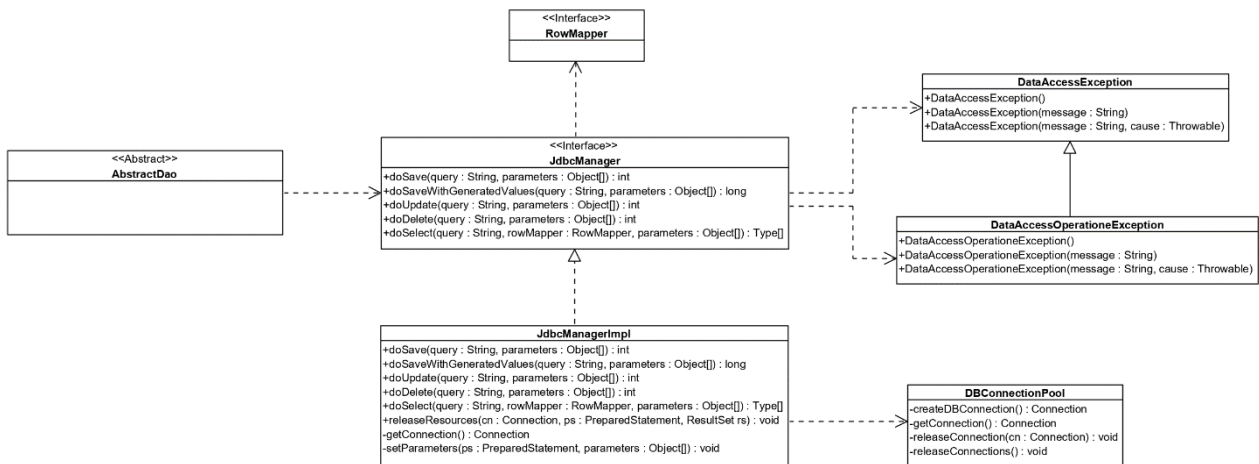 <<Interface>>
RowMapper
<<Abstract>>
AbstractDao
<<Interface>>
JdbcManager
+doSave(query : String, parameters : Object[]) : int
+doSaveWithGeneratedValues(query : String, parameters : Object[]) : long
+doUpdate(query : String, parameters : Object[]) : int
+doDelete(query : String, parameters : Object[]) : int
+doSelect(query : String, rowMapper : RowMapper, parameters : Object[]) : Type[]
DataAccessException
+DataAccessException()
+DataAccessException(message : String)
+DataAccessException(message : String, cause : Throwable)
DataAccessOperationeException
+DataAccessOperationeException()
+DataAccessOperationeException(message : String)
+DataAccessOperationeException(message : String, cause : Throwable)
JdbcManagerImpl
+doSave(query : String, parameters : Object[]) : int
+doSaveWithGeneratedValues(query : String, parameters : Object[]) : long
+doUpdate(query : String, parameters : Object[]) : int
+doDelete(query : String, parameters : Object[]) : int
+doSelect(query : String, rowMapper : RowMapper, parameters : Object[]) : Type[]
+releaseResources(cn : Connection, ps : PreparedStatement, ResultSet rs) : void
-getConnection() : Connection
-setParameters(ps : PreparedStatement, parameters : Object[]) : void
DBConnectionPool
-createDBConnection() : Connection
-getConnection() : Connection
-releaseConnection(cn : Connection) : void
-releaseConnections() : void